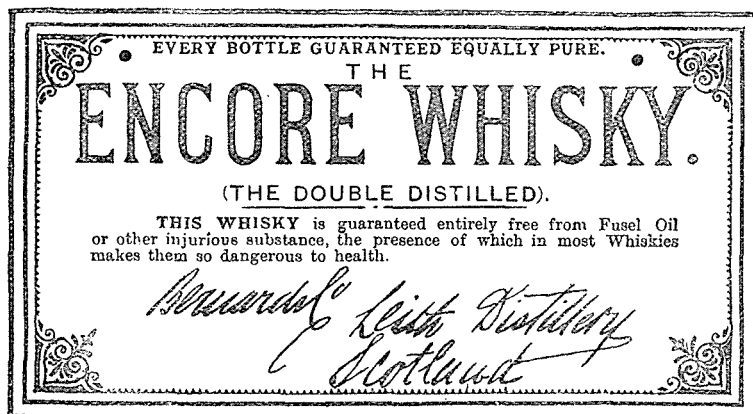 EVERY BOTTLE GUARANTEED EQUALLY PURE.
THE
ENCORE WHISKY.
(THE DOUBLE DISTILLED).
THIS WHISKY is guaranteed entirely free from Fusel Oil
or other injurious substance, the presence of which in most Whiskies
makes them so dangerous to health.
Bernard & Co
Leith Distillery
Scotland